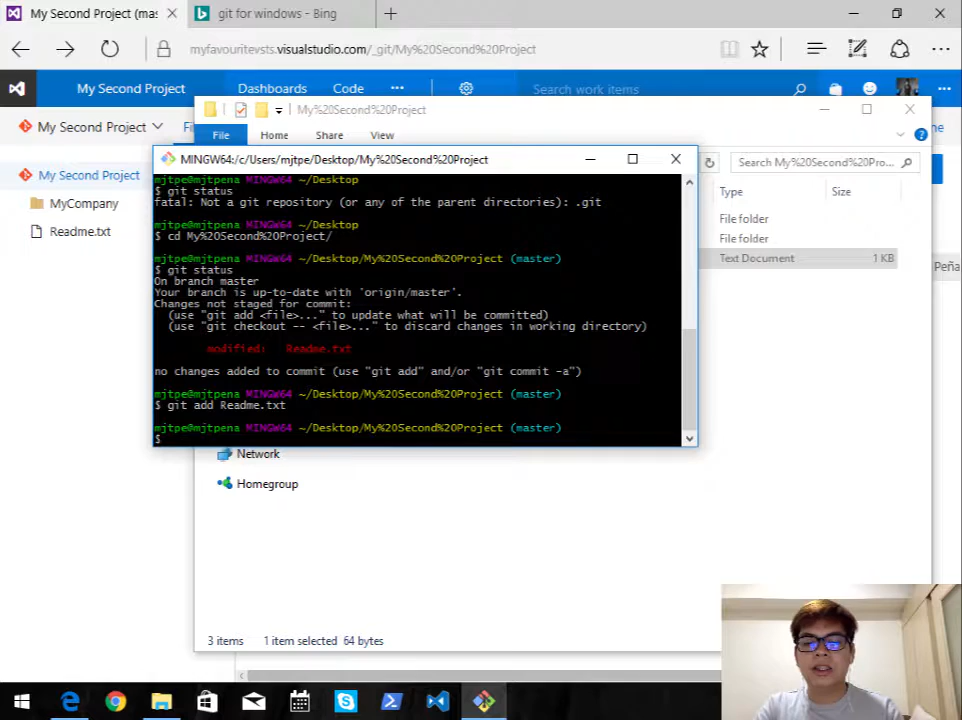 My Second Project (mas
git for windows - Bing
myfavouritevsts.visualstudio.com/_git/My%20Second%20Project
My Second Project
Dashboards
Code
Search work items
My%20Second%20Project
My Second Project
File
Home
Share
View
MINGW64:/c/Users/mjtpe/Desktop/My%20Second%20Project
Search My%20Second%20Pro...
My Second Project
MyCompany
Readme.txt
Type
Size
File folder
File folder
Text Document
1 KB
Peña
mjtpe@mjtpena MINGW64 ~/Desktop
$ git status
fatal: Not a git repository (or any of the parent directories): .git
mjtpe@mjtpena MINGW64 ~/Desktop
$ cd My%20Second%20Project/
mjtpe@mjtpena MINGW64 ~/Desktop/My%20Second%20Project (master)
$ git status
On branch master
Your branch is up-to-date with 'origin/master'.
Changes not staged for commit:
(use "git add <file>..." to update what will be committed)
(use "git checkout -- <file>..." to discard changes in working directory)
modified: Readme.txt
no changes added to commit (use "git add" and/or "git commit -a")
mjtpe@mjtpena MINGW64 ~/Desktop/My%20Second%20Project (master)
$ git add Readme.txt
mjtpe@mjtpena MINGW64 ~/Desktop/My%20Second%20Project (master)
$
Network
Homegroup
3 items
1 item selected 64 bytes